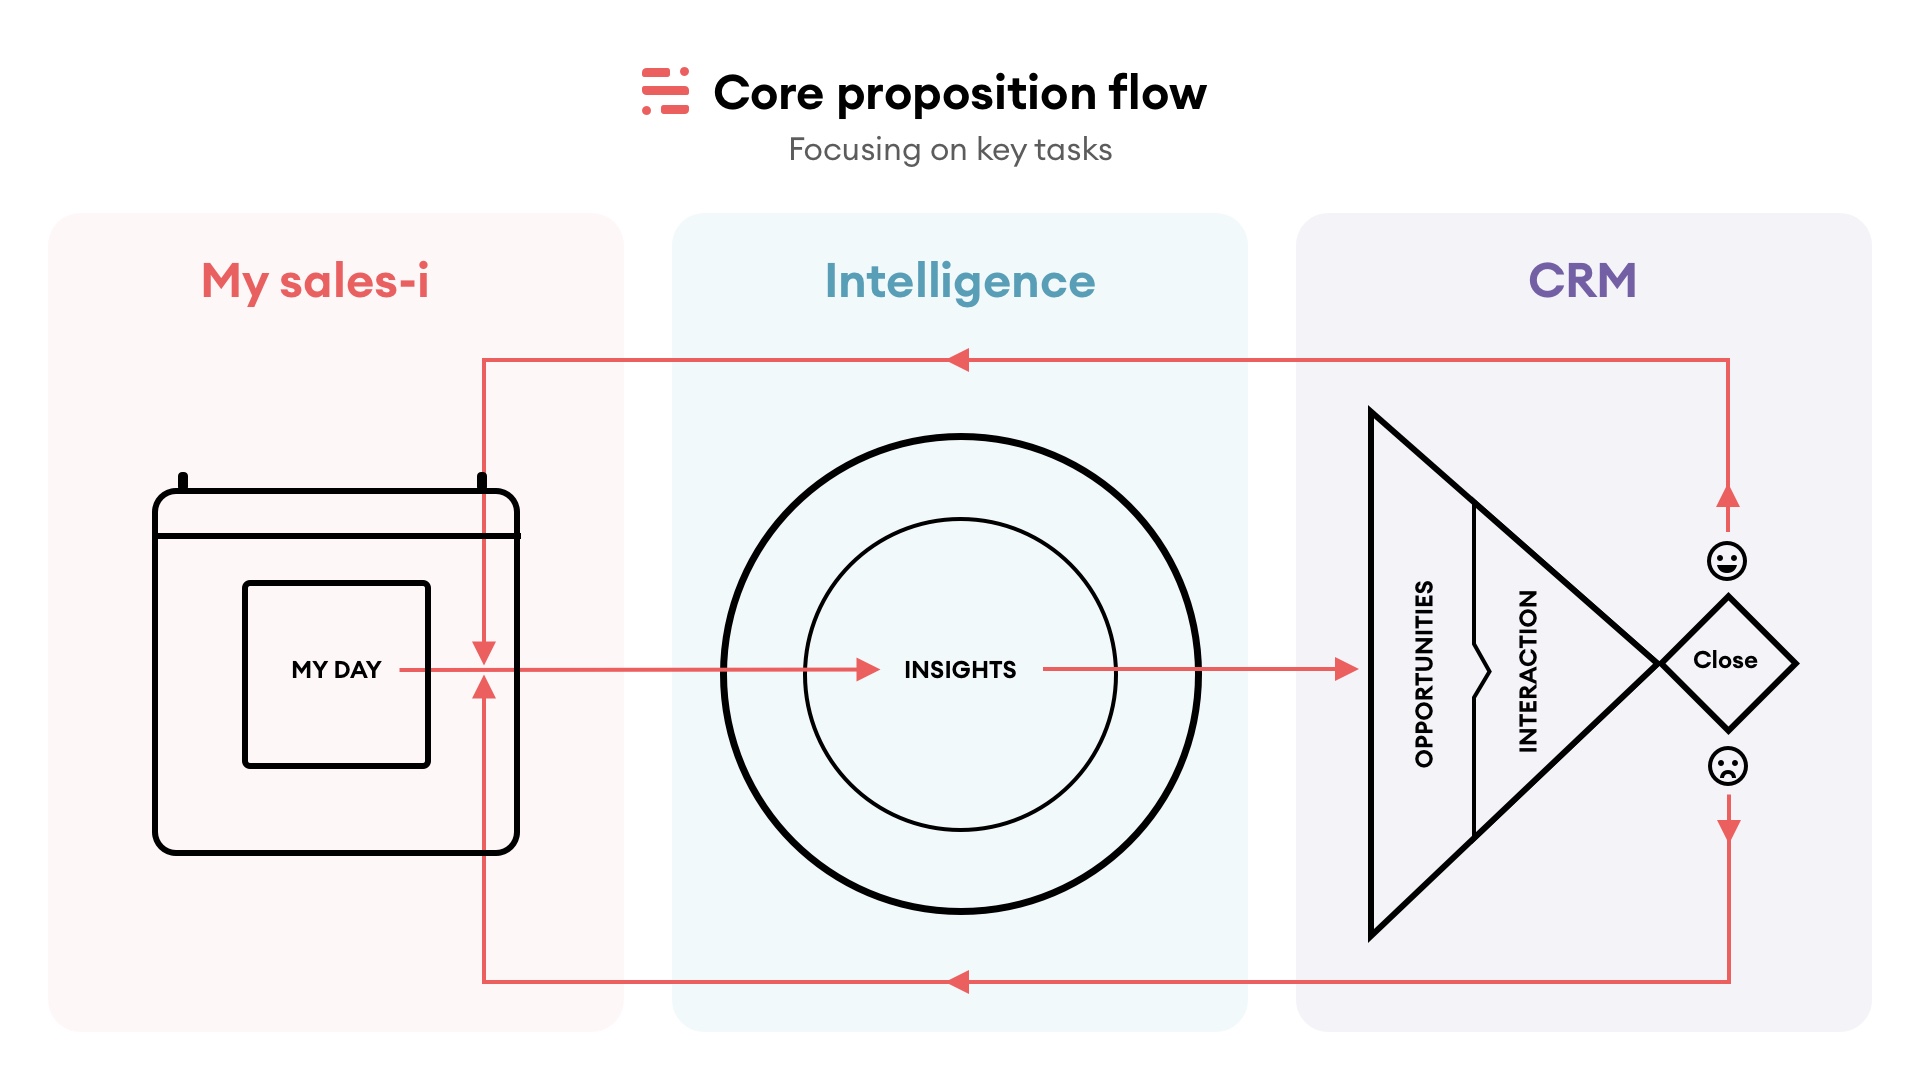 Core proposition flow
Focusing on key tasks
My sales-i
Intelligence
CRM
MY DAY
INSIGHTS
OPPORTUNITIES
INTERACTION
Close